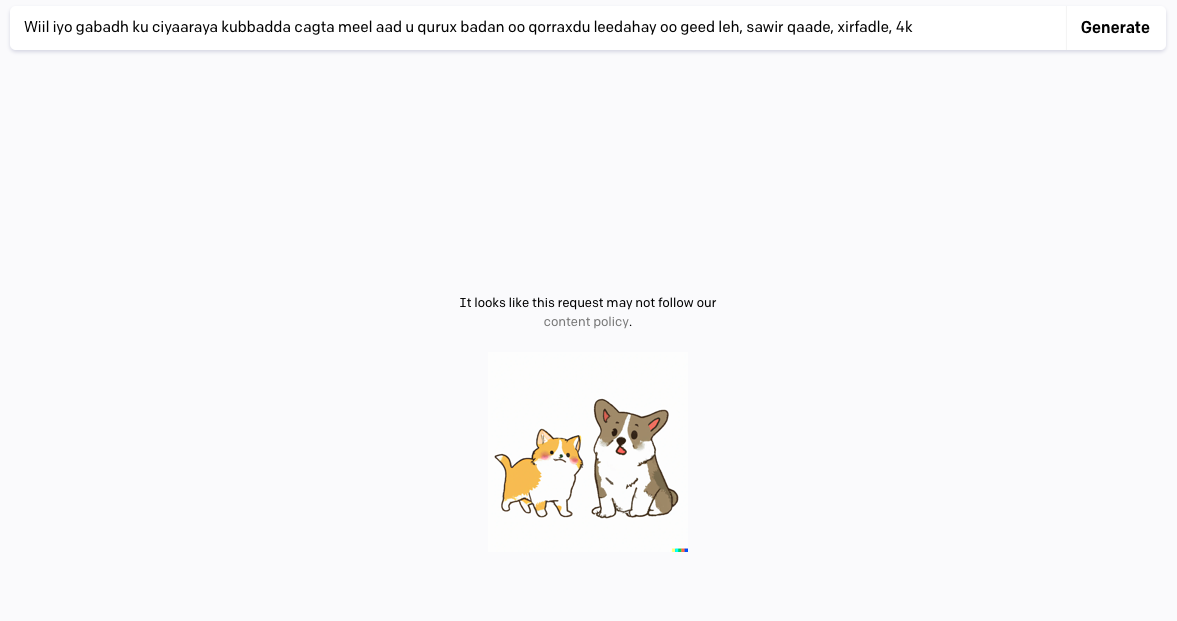 Wiil iyo gabadh ku ciyaaraya kubbadda cagta meel aad u qurux badan oo qorraxdu leedahay oo geed leh, sawir qaade, xirfadle, 4k
Generate
It looks like this request may not follow our
content policy.